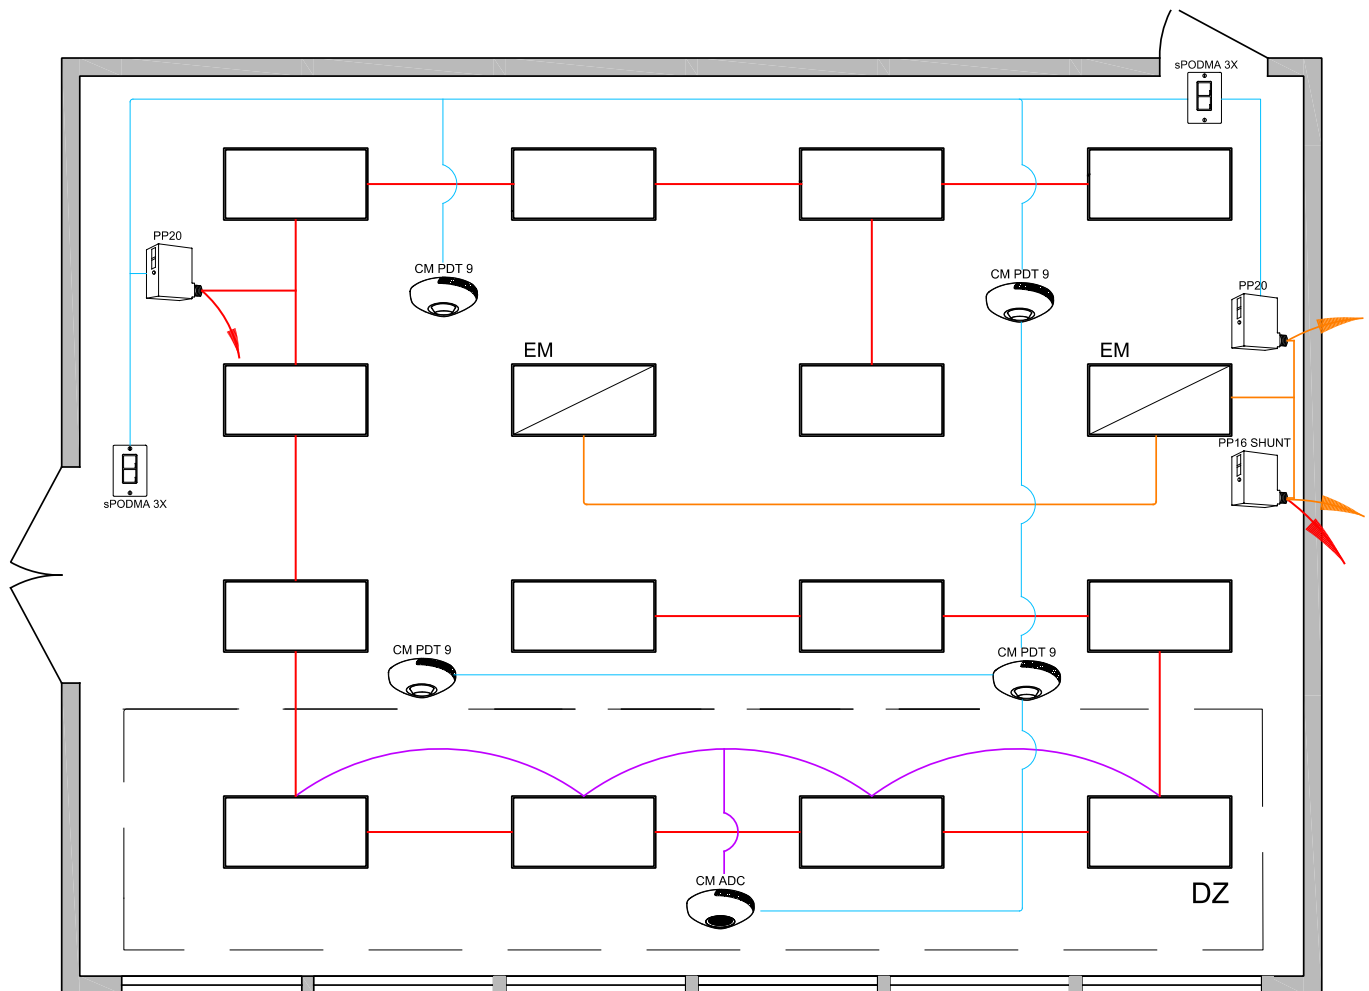 sPODMA 3X
PP20
CM PDT 9
CM PDT 9
PP20
EM
EM
PP16 SHUNT
sPODMA 3X
CM PDT 9
CM PDT 9
CM ADC
DZ